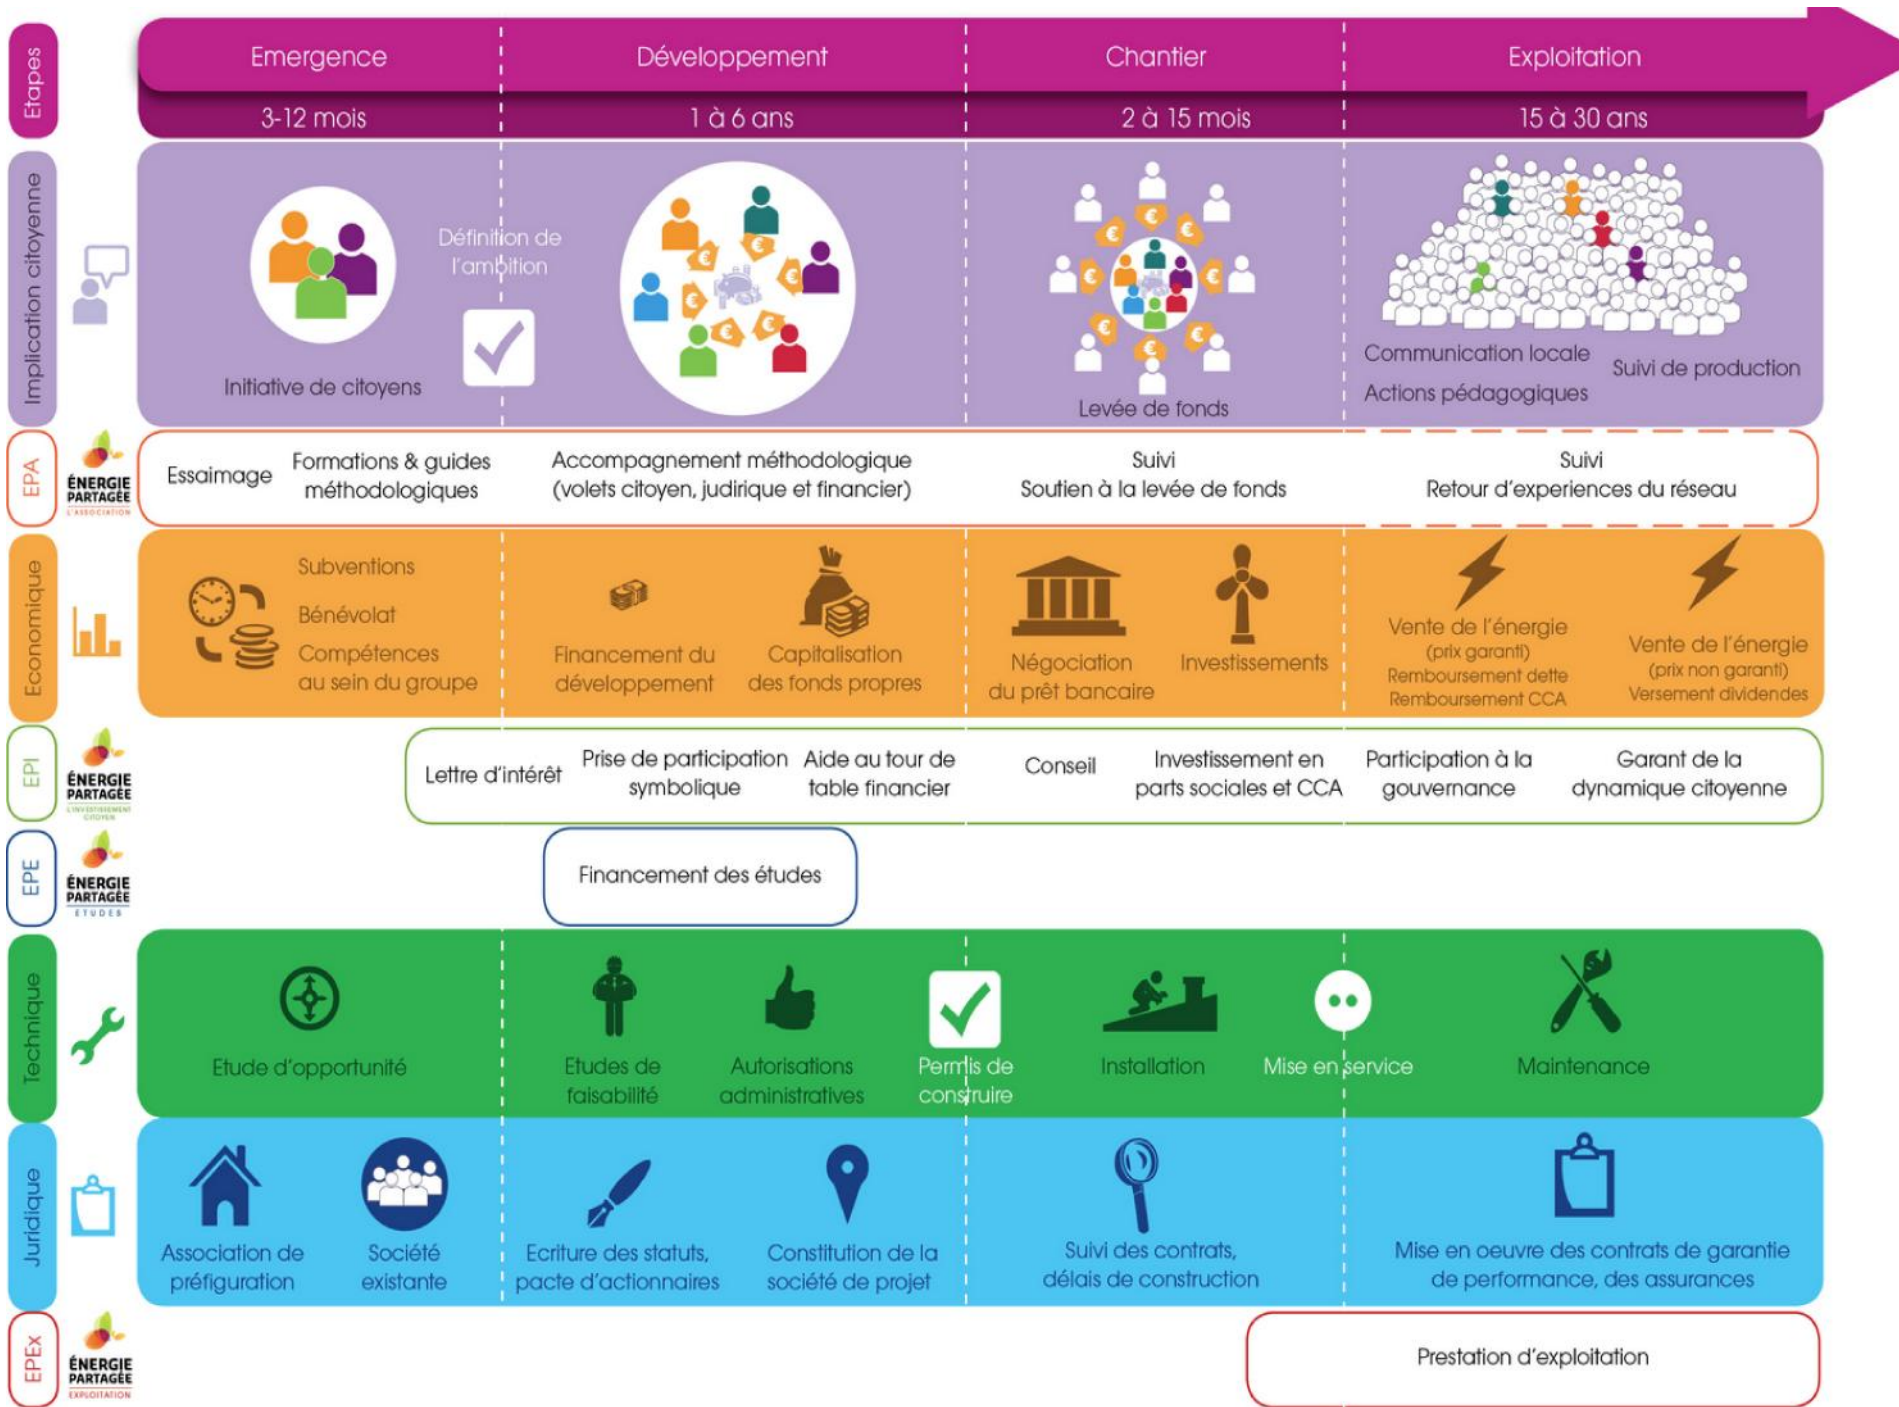 Etapes
Emergence
Développement
Chantier
Exploitation
3-12 mois
1 à 6 ans
2 à 15 mois
15 à 30 ans
Implication citoyenne
Définition de
l'ambition
Initiative de citoyens
€
€
€
€
€
€
€
€
€
€
€
€
€
€
Levée de fonds
Communication locale
Actions pédagogiques
Suivi de production
EPA
ÉNERGIE
PARTAGÉE
L'ASSOCIATION
Essaimage
Formations & guides
méthodologiques
Accompagnement méthodologique
(volets citoyen, judirique et financier)
Suivi
Soutien à la levée de fonds
Suivi
Retour d'experiences du réseau
Economique
Subventions
Bénévolat
Compétences
au sein du groupe
Financement du
développement
Capitalisation
des fonds propres
Négociation
du prêt bancaire
Investissements
Vente de l'énergie
(prix garanti)
Remboursement dette
Remboursement CCA
Vente de l'énergie
(prix non garanti)
Versement dividendes
EPI
ÉNERGIE
PARTAGÉE
L'INVESTISSEMENT
CITOYEN
Lettre d'intérêt
Prise de participation
symbolique
Aide au tour de
table financier
Conseil
Investissement en
parts sociales et CCA
Participation à la
gouvernance
Garant de la
dynamique citoyenne
EPE
ÉNERGIE
PARTAGÉE
ETUDES
Financement des études
Technique
Etude d'opportunité
Etudes de
faisabilité
Autorisations
administratives
Permis de
construire
Installation
Mise en service
Maintenance
Juridique
Association de
préfiguration
Société
existante
Ecriture des statuts,
pacte d'actionnaires
Constitution de la
société de projet
Suivi des contrats,
délais de construction
Mise en oeuvre des contrats de garantie
de performance, des assurances
EPEx
ÉNERGIE
PARTAGÉE
EXPLOITATION
Prestation d'exploitation